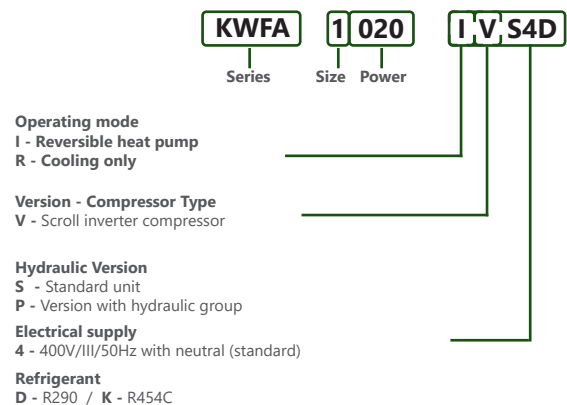 KWFA 1 020 I V S4D
Series Size Power
Operating mode
I - Reversible heat pump
R - Cooling only
Version - Compressor Type
V - Scroll inverter compressor
Hydraulic Version
S - Standard unit
P - Version with hydraulic group
Electrical supply
4 - 400V/III/50Hz with neutral (standard)
Refrigerant
D - R290 / K - R454C